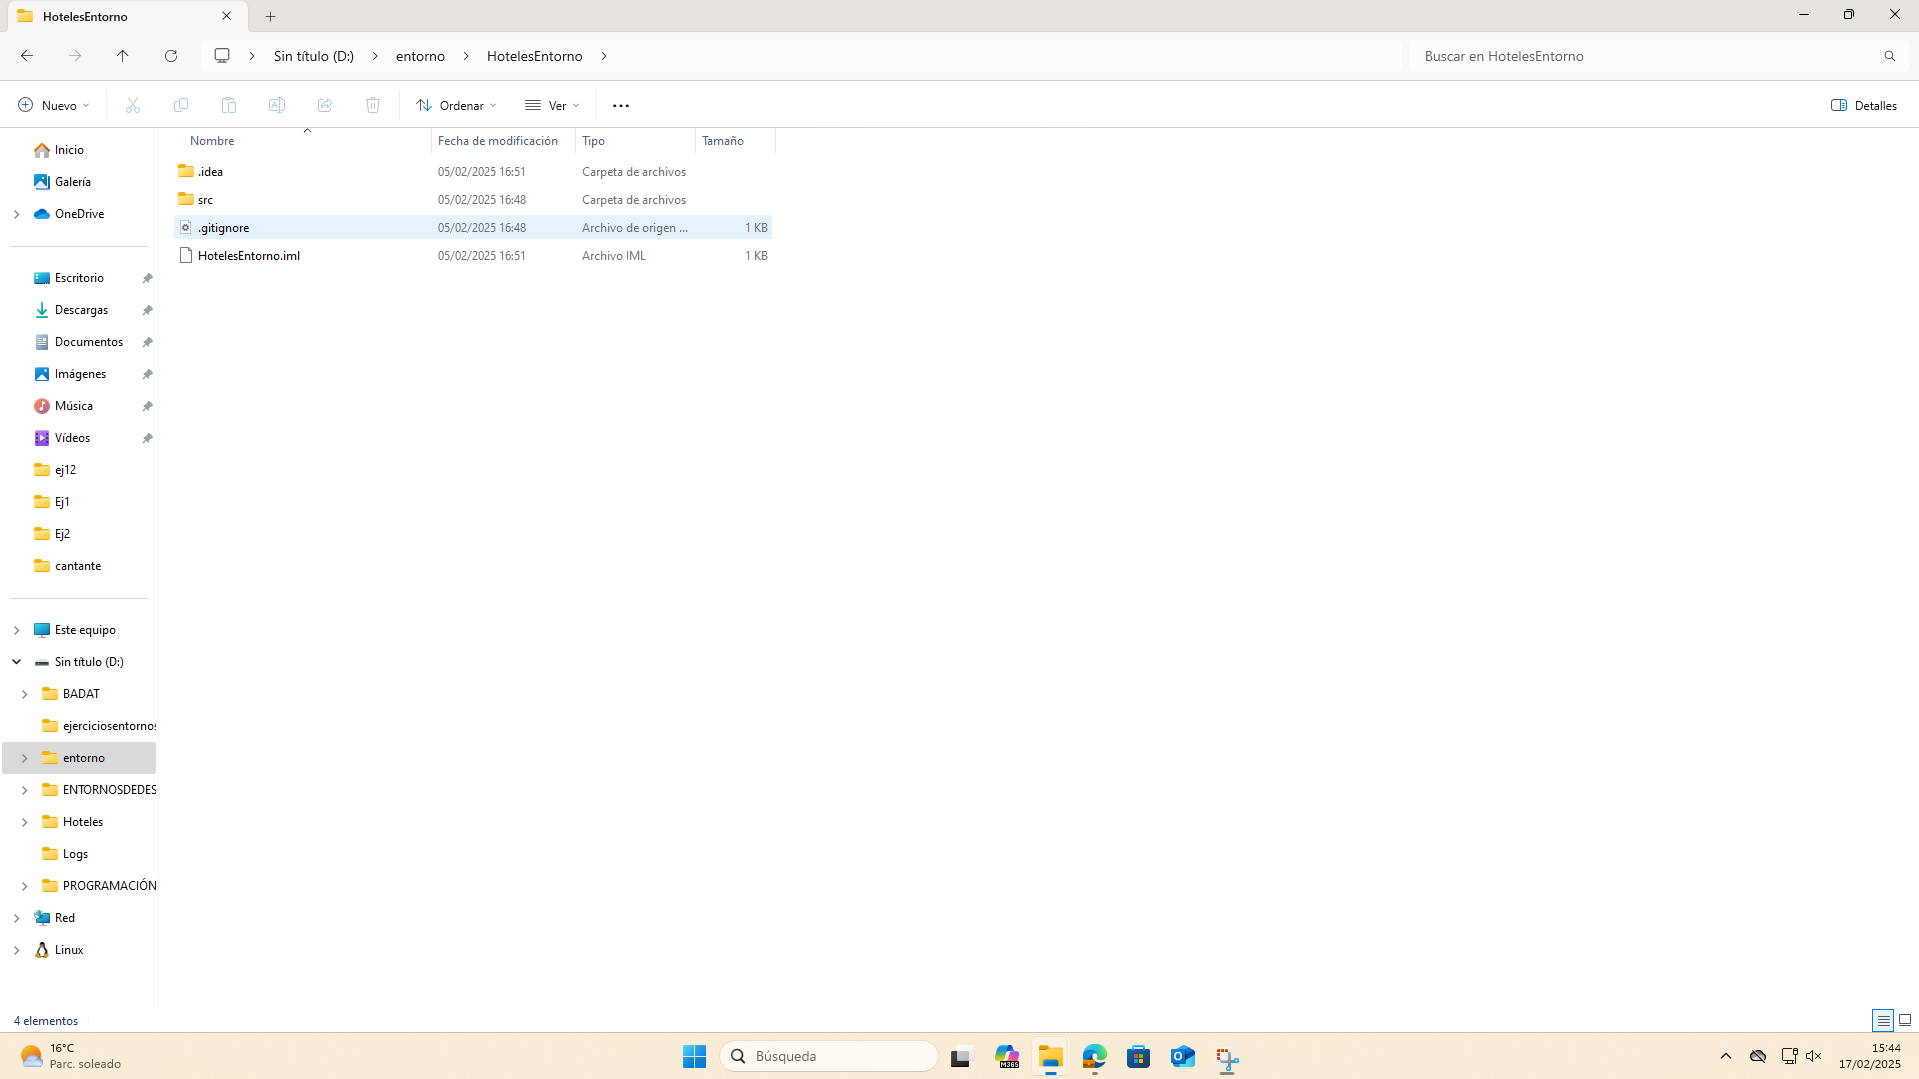 HotelesEntorno
Sin título (D:)
entorno
HotelesEntorno
Buscar en HotelesEntorno
Nuevo
Ordenar
Ver
Detalles
Nombre Fecha de modificación Tipo Tamaño
.idea 05/02/2025 16:51 Carpeta de archivos
src 05/02/2025 16:48 Carpeta de archivos
.gitignore 05/02/2025 16:48 Archivo de origen ... 1 KB
HotelesEntorno.iml 05/02/2025 16:51 Archivo IML 1 KB
Inicio
Galería
OneDrive
Escritorio
Descargas
Documentos
Imágenes
Música
Vídeos
ej12
Ej1
Ej2
cantante
Este equipo
Sin título (D:)
BADAT
ejerciciosentornos
entorno
ENTORNOSDEDES
Hoteles
Logs
PROGRAMACIÓN
Red
Linux
4 elementos
16°C
Parc. soleado
Búsqueda
M365
15:44
17/02/2025